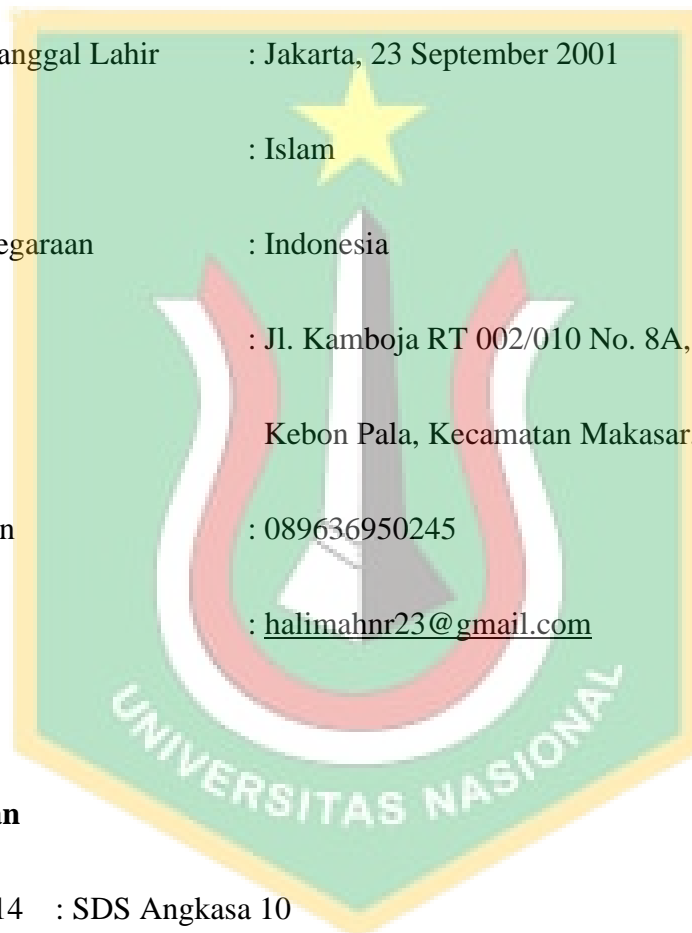 anggal Lahir : Jakarta, 23 September 2001
: Islam
egaraan : Indonesia
: Jl. Kamboja RT 002/010 No. 8A,
Kebon Pala, Kecamatan Makasar
n : 089636950245
: halimahnr23@gmail.com
UNIVERSITAS NASIONAL
an
14 : SDS Angkasa 10